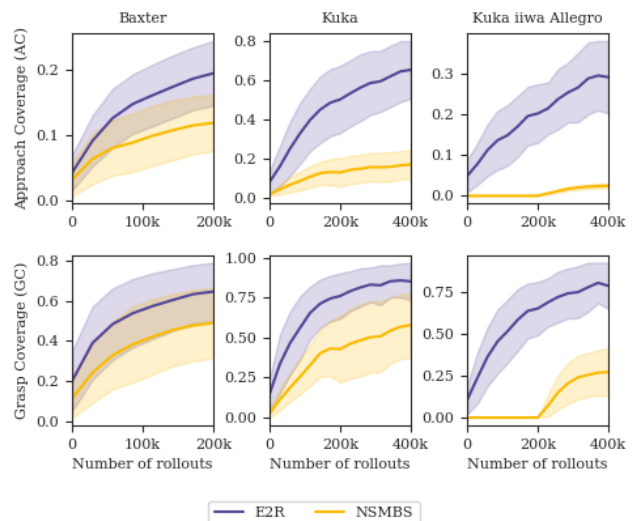 Baxter Kuka Kuka iiwa Allegro
Approach Coverage (AC)
0.2
0.1
0.0
0 100k 200k
0.8
0.6
0.4
0.2
0.0
0 200k 400k
0.3
0.2
0.1
0.0
0 200k 400k
Grasp Coverage (GC)
0.8
0.6
0.4
0.2
0.0
0 100k 200k
Number of rollouts
1.00
0.75
0.50
0.25
0.00
0 200k 400k
Number of rollouts
0.75
0.50
0.25
0.00
0 200k 400k
Number of rollouts
E2R NSMBS